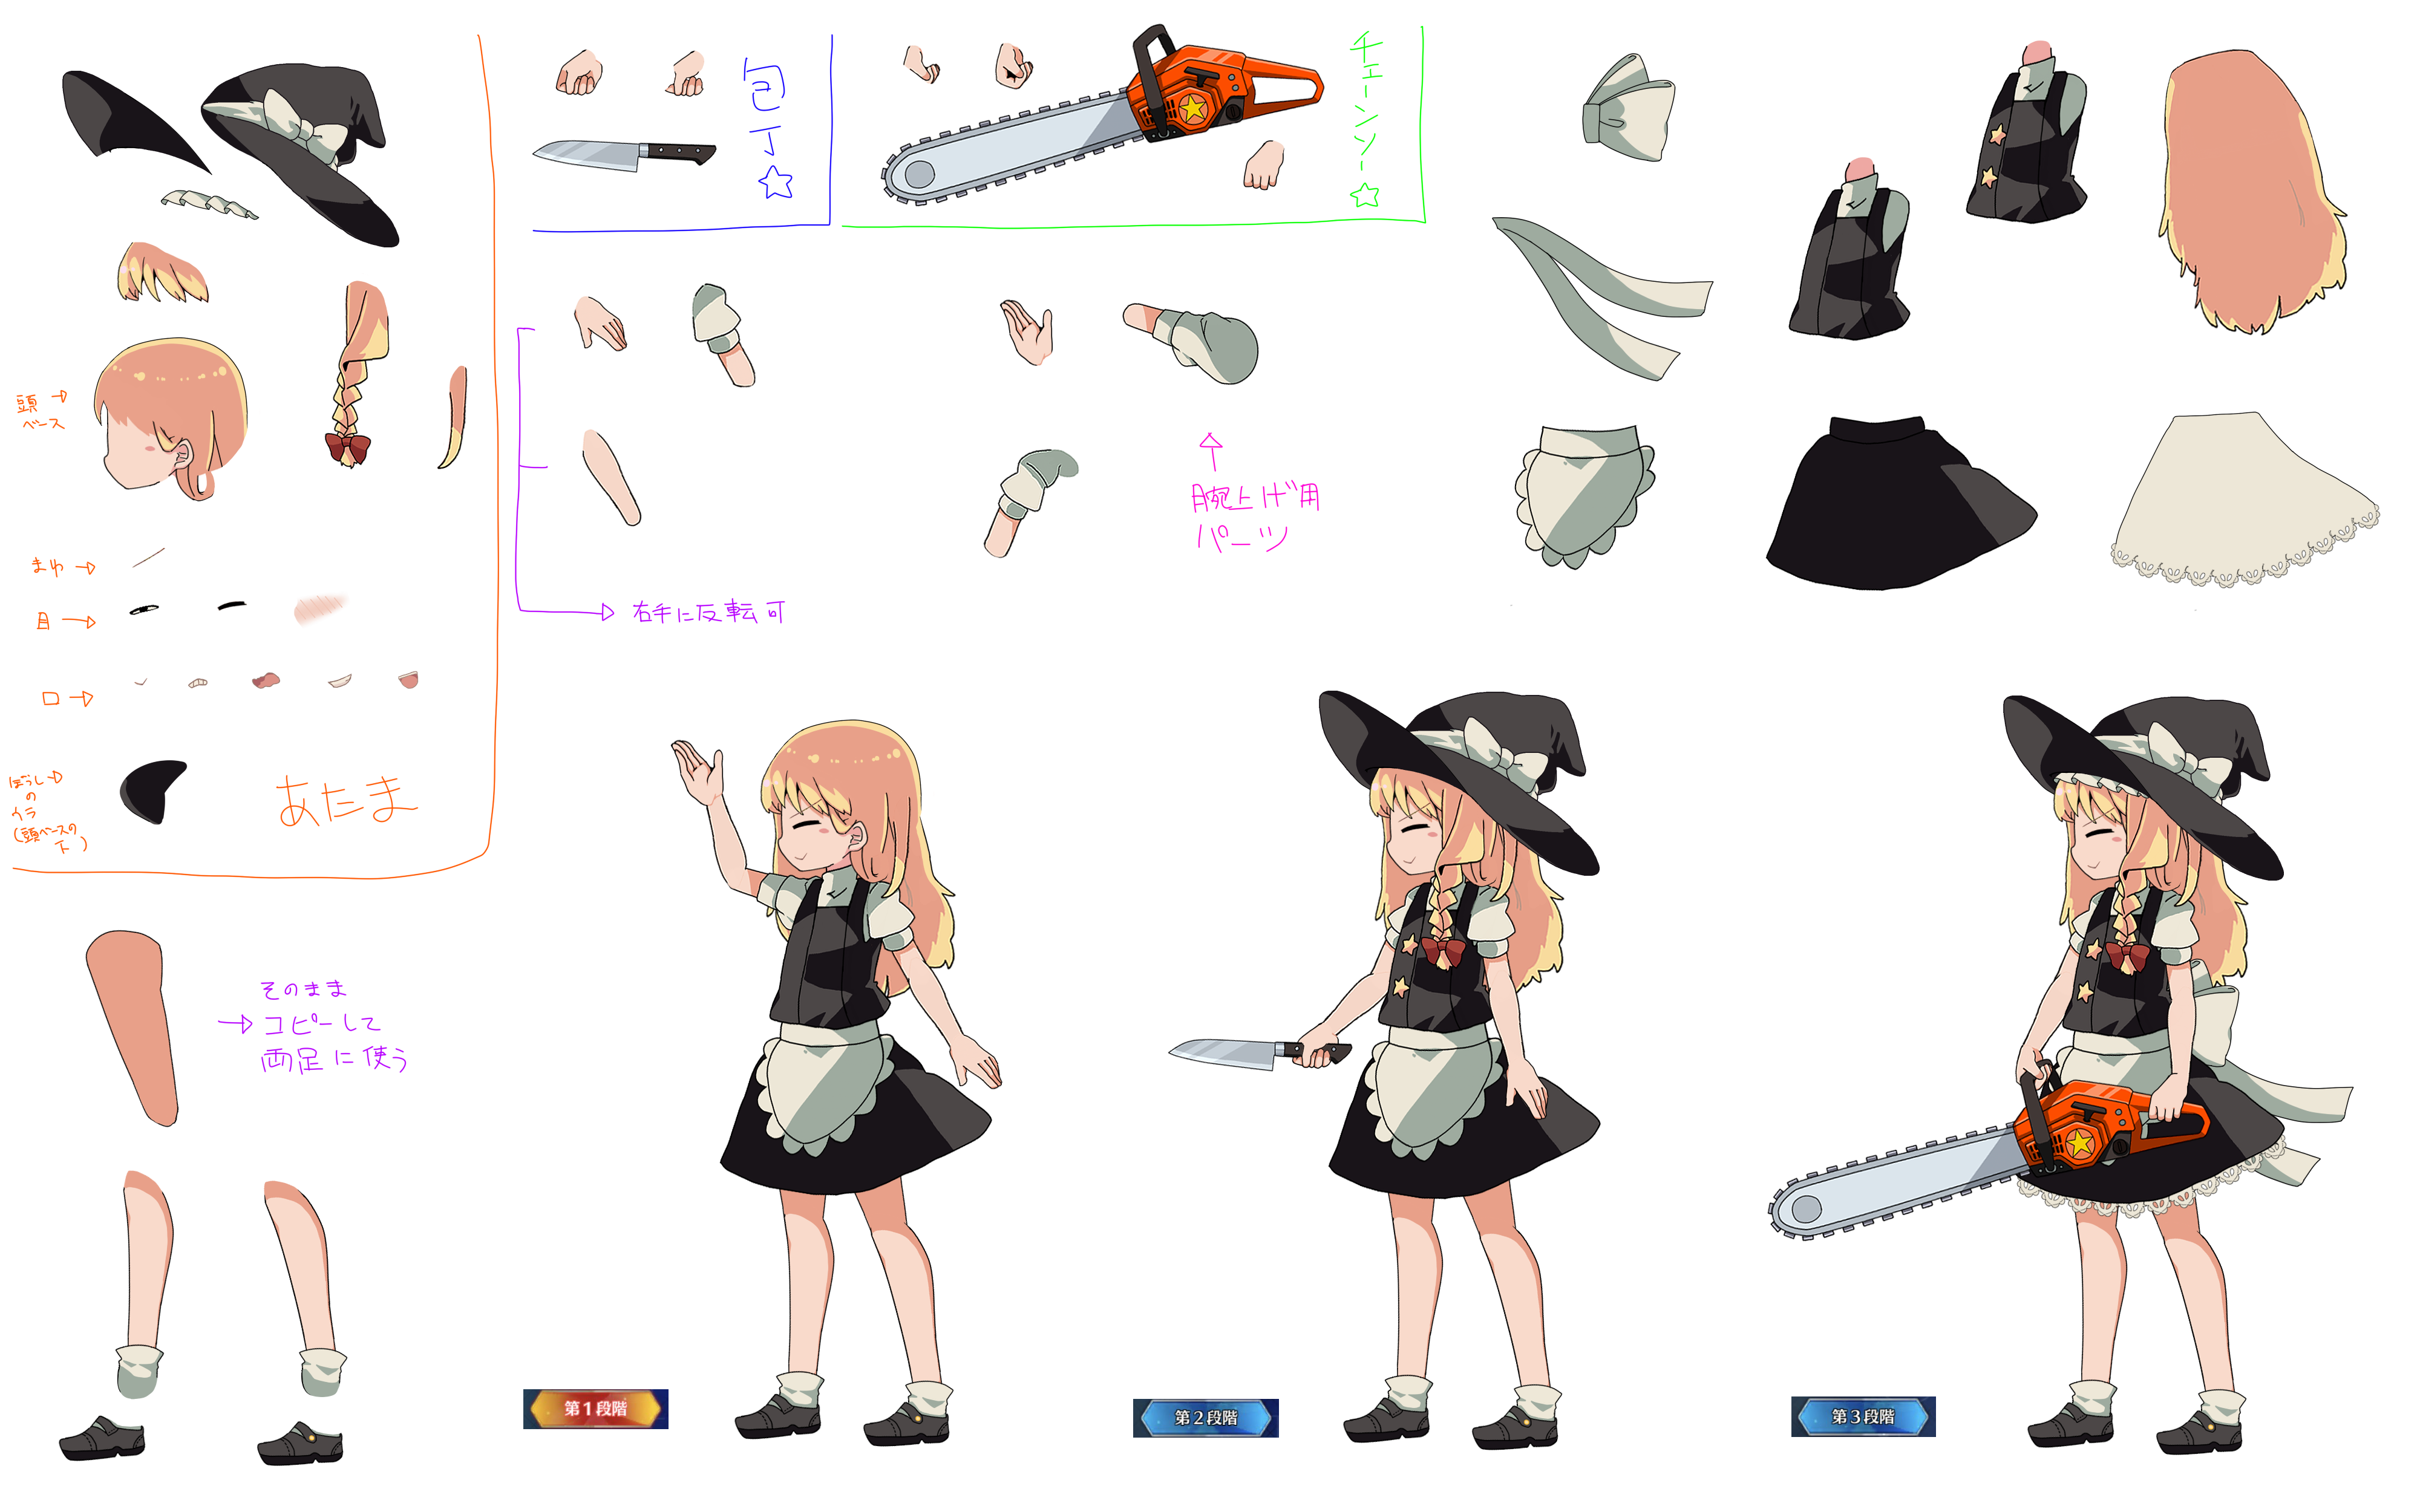 包丁☆
チェーンソー☆
頭→
ベース
まゆ→
目→
口→
ぼうし→
の
ウラ
(頭ベースの
下)
あたま
腕上げ用
パーツ
右手に反転可
そのまま
→コピーして
両足に使う
第1段階
第2段階
第3段階